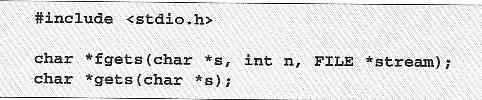 #include <stdio.h>
char *fgets(char *s, int n, FILE *stream);
char *gets(char *s);